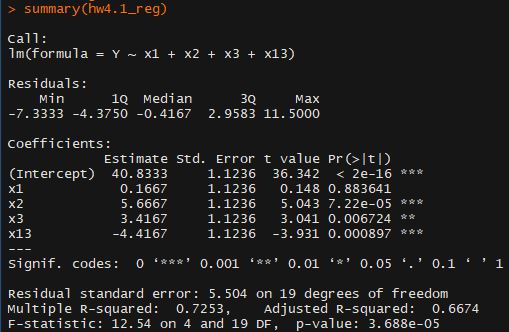 > summary(hw4.1_reg)
Call:
lm(formula = Y ~ x1 + x2 + x3 + x13)
Residuals:
    Min      1Q  Median      3Q     Max
-7.3333 -4.3750 -0.4167  2.9583 11.5000
Coefficients:
            Estimate Std. Error t value Pr(>|t|)
(Intercept)  40.8333     1.1236  36.342  < 2e-16 ***
x1            0.1667     1.1236   0.148 0.883641
x2            5.6667     1.1236   5.043 7.22e-05 ***
x3            3.4167     1.1236   3.041 0.006724 **
x13          -4.4167     1.1236  -3.931 0.000897 ***
---
Signif. codes:  0 ‘***’ 0.001 ‘**’ 0.01 ‘*’ 0.05 ‘.’ 0.1 ‘ ’ 1
Residual standard error: 5.504 on 19 degrees of freedom
Multiple R-squared:  0.7253,    Adjusted R-squared:  0.6674
F-statistic: 12.54 on 4 and 19 DF,  p-value: 3.688e-05